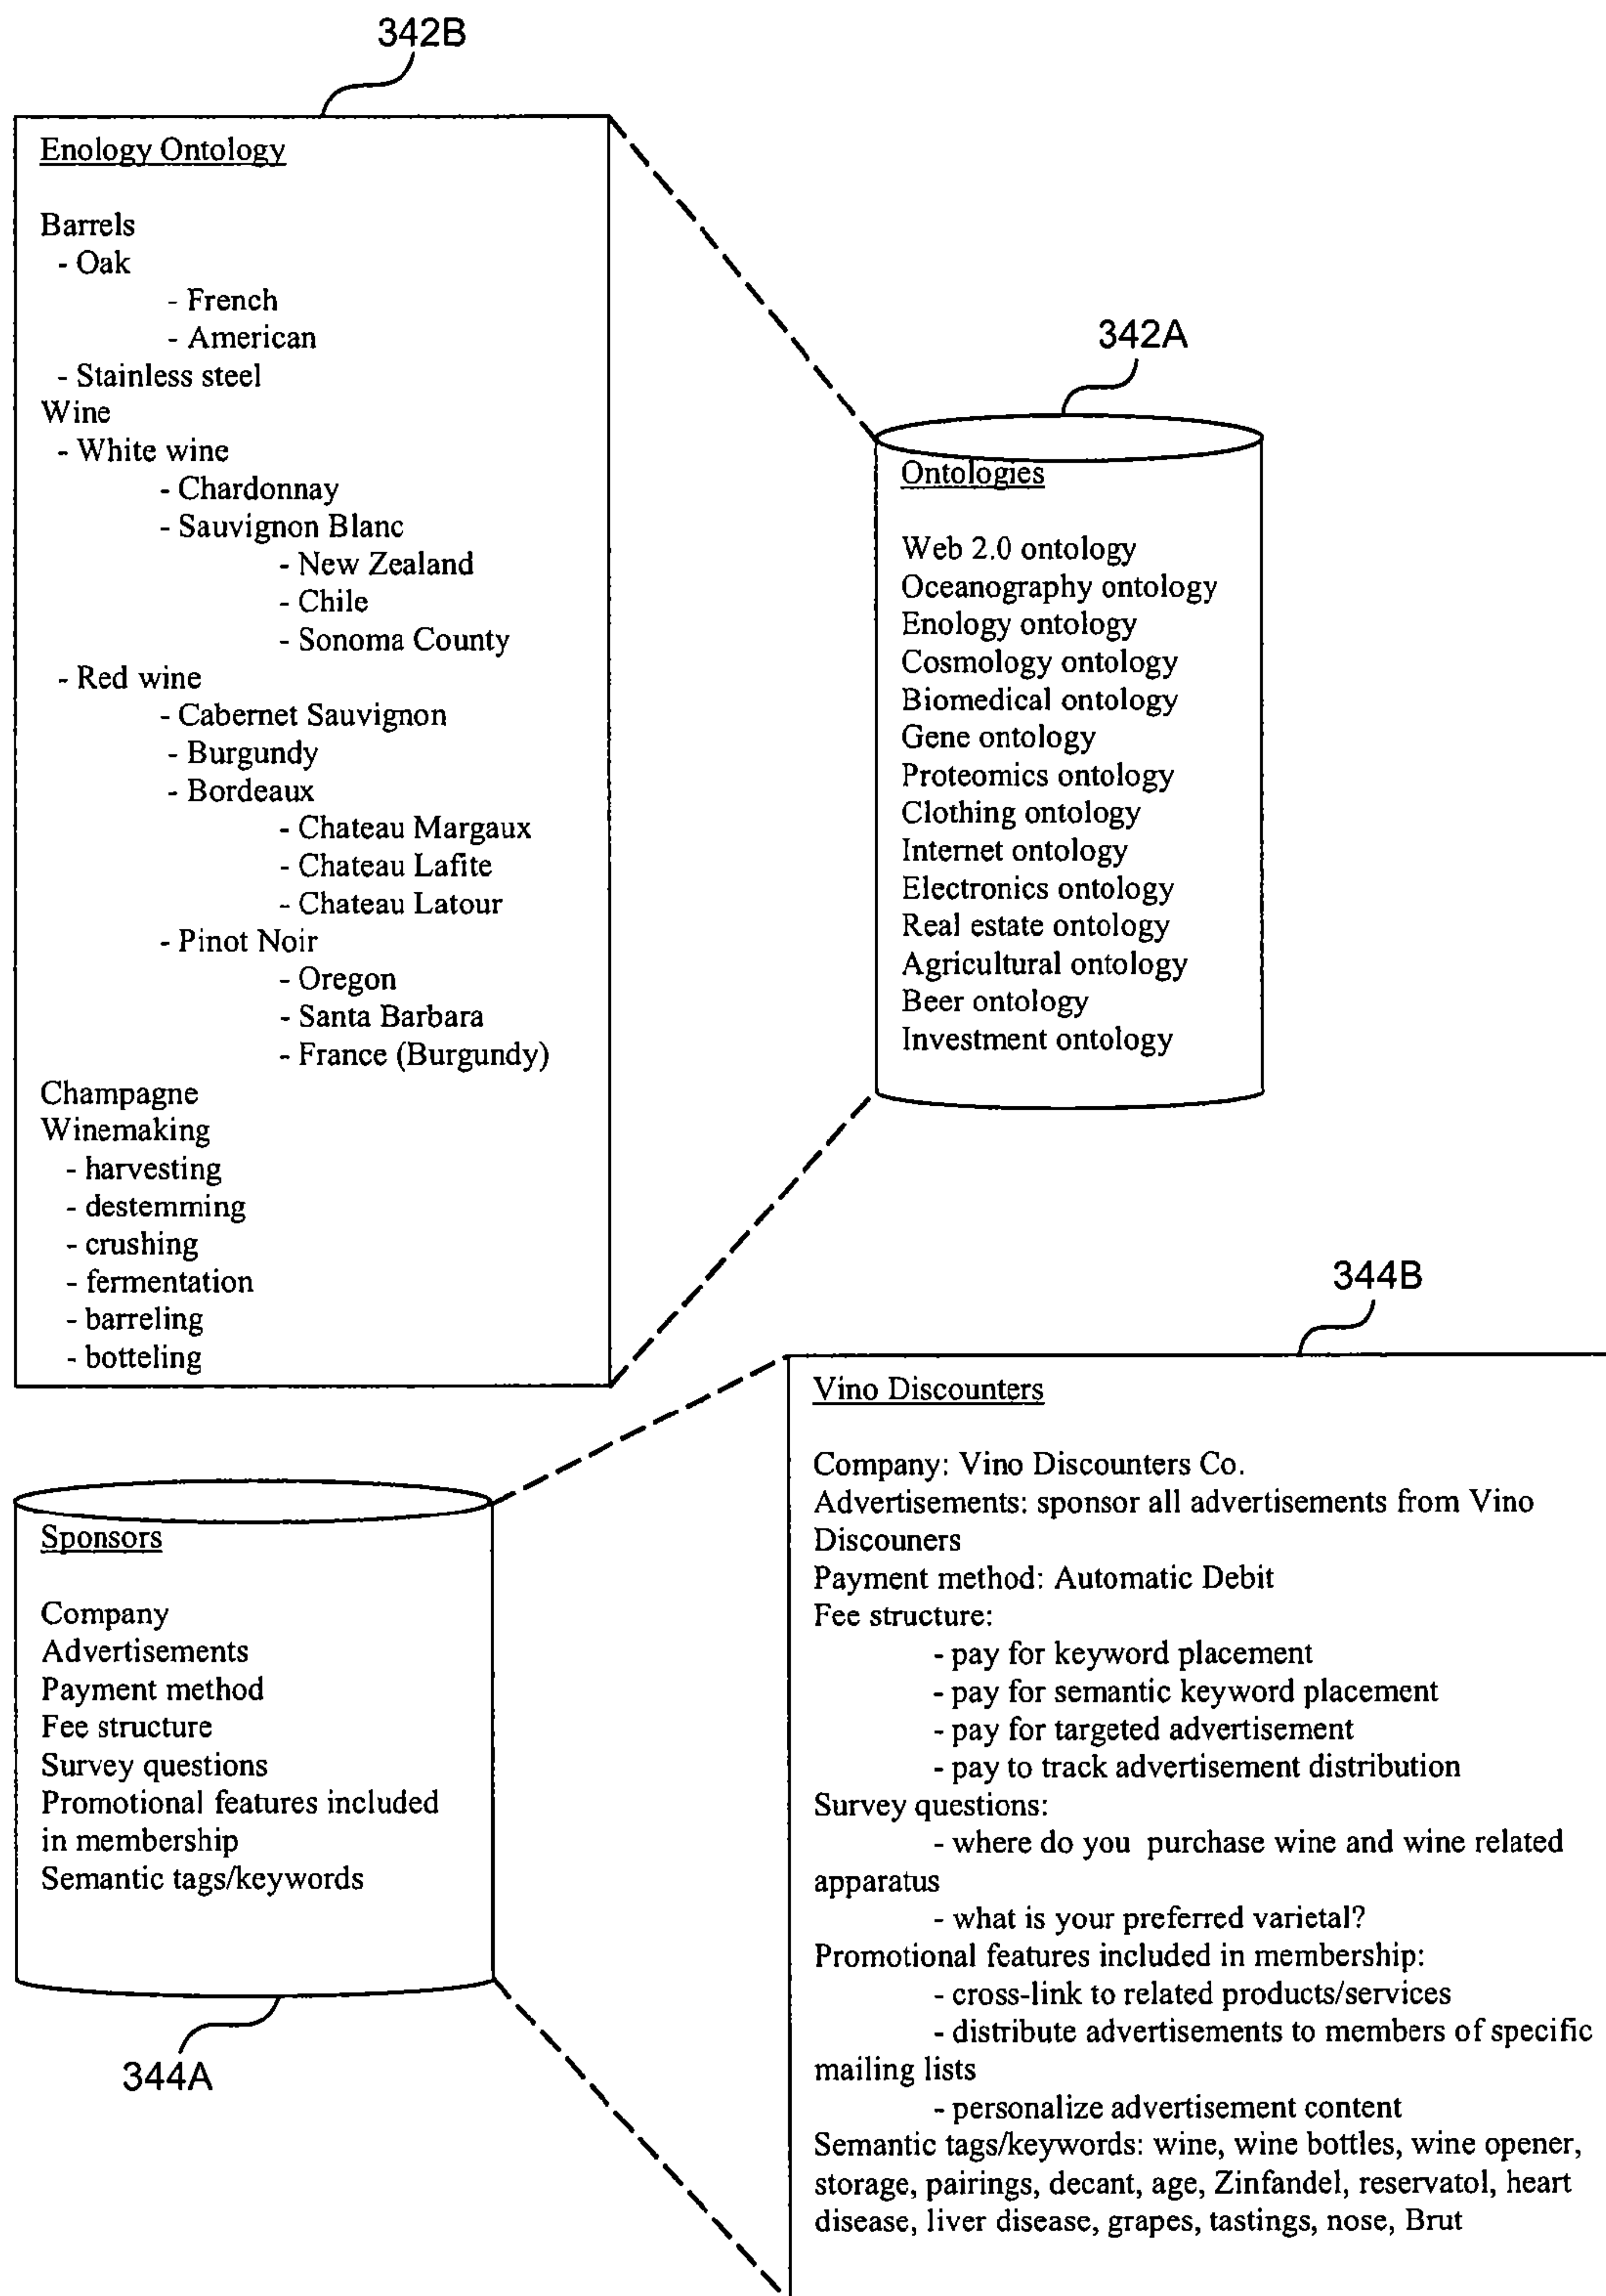 342B
Enology Ontology
Barrels
- Oak
- French
- American
- Stainless steel
Wine
- White wine
- Chardonnay
- Sauvignon Blanc
- New Zealand
- Chile
- Sonoma County
- Red wine
- Cabernet Sauvignon
- Burgundy
- Bordeaux
- Chateau Margaux
- Chateau Lafite
- Chateau Latour
- Pinot Noir
- Oregon
- Santa Barbara
- France (Burgundy)
Champagne
Winemaking
- harvesting
- destemming
- crushing
- fermentation
- barreling
- botteling
342A
Ontologies
Web 2.0 ontology
Oceanography ontology
Enology ontology
Cosmology ontology
Biomedical ontology
Gene ontology
Proteomics ontology
Clothing ontology
Internet ontology
Electronics ontology
Real estate ontology
Agricultural ontology
Beer ontology
Investment ontology
Sponsors
Company
Advertisements
Payment method
Fee structure
Survey questions
Promotional features included
in membership
Semantic tags/keywords
344A
344B
Vino Discounters
Company: Vino Discounters Co.
Advertisements: sponsor all advertisements from Vino
Discouners
Payment method: Automatic Debit
Fee structure:
- pay for keyword placement
- pay for semantic keyword placement
- pay for targeted advertisement
- pay to track advertisement distribution
Survey questions:
- where do you purchase wine and wine related
apparatus
- what is your preferred varietal?
Promotional features included in membership:
- cross-link to related products/services
- distribute advertisements to members of specific
mailing lists
- personalize advertisement content
Semantic tags/keywords: wine, wine bottles, wine opener,
storage, pairings, decant, age, Zinfandel, reservatol, heart
disease, liver disease, grapes, tastings, nose, Brut